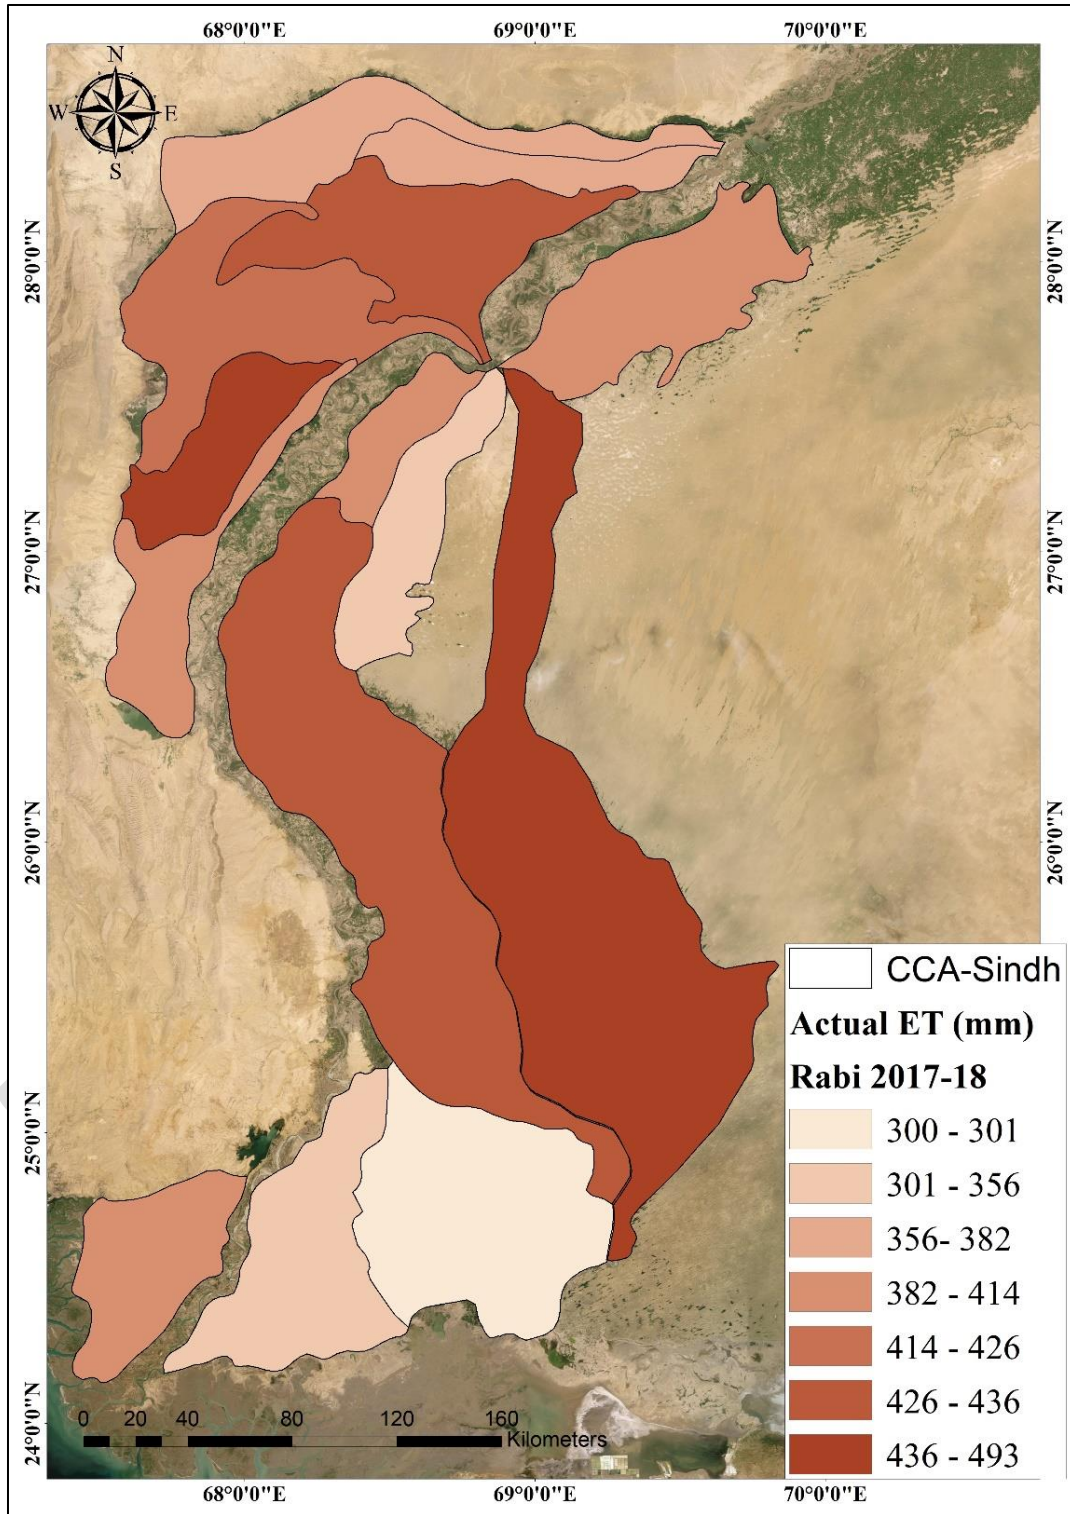 68°0'0"E 69°0'0"E 70°0'0"E
N
W E
S
28°0'0"N 28°0'0"N
27°0'0"N 27°0'0"N
26°0'0"N 26°0'0"N
25°0'0"N
24°0'0"N
CCA-Sindh
Actual ET (mm)
Rabi 2017-18
300 - 301
301 - 356
356- 382
382 - 414
414 - 426
426 - 436
436 - 493
0 20 40 80 120 160
Kilometers
68°0'0"E 69°0'0"E 70°0'0"E